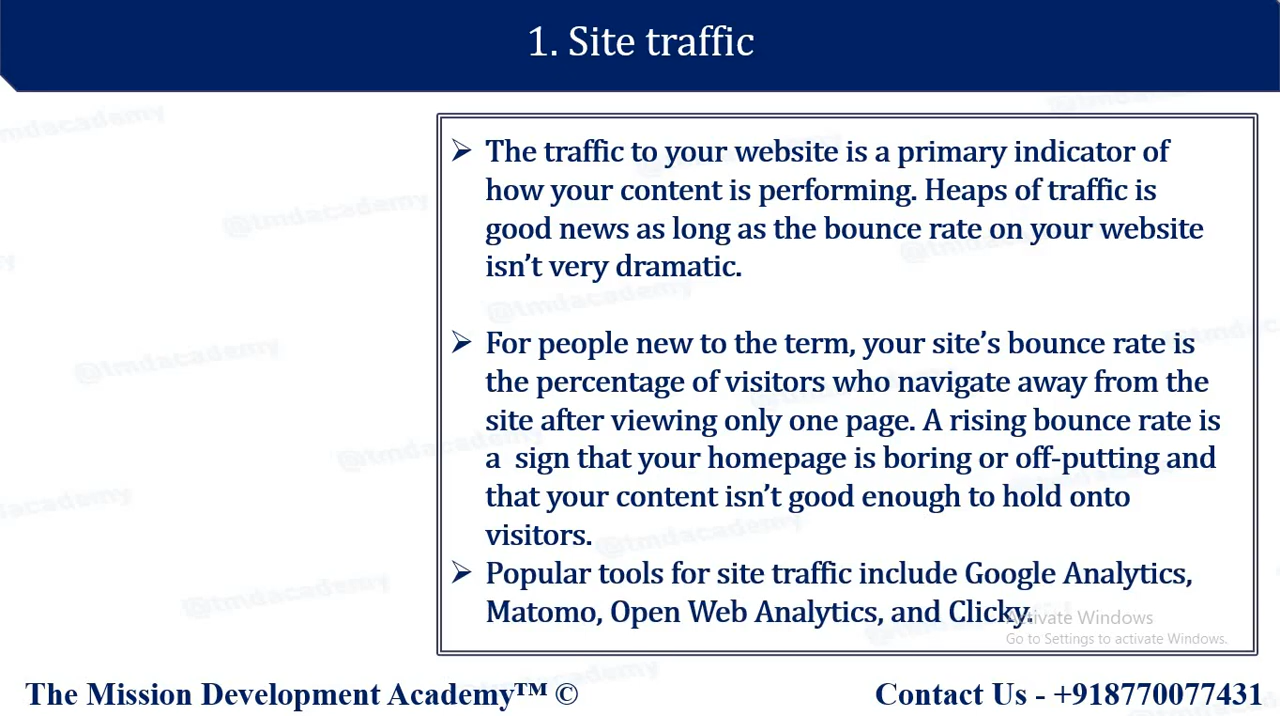 1. Site traffic
➢ The traffic to your website is a primary indicator of
how your content is performing. Heaps of traffic is
good news as long as the bounce rate on your website
isn’t very dramatic.
➢ For people new to the term, your site’s bounce rate is
the percentage of visitors who navigate away from the
site after viewing only one page. A rising bounce rate is
a  sign that your homepage is boring or off-putting and
that your content isn’t good enough to hold onto
visitors.
➢ Popular tools for site traffic include Google Analytics,
Matomo, Open Web Analytics, and Clicky.
Activate Windows
Go to Settings to activate Windows.
The Mission Development Academy™ ©
Contact Us - +918770077431
@tmdacademy
@tmdacademy
@tmdacademy
@tmdacademy
@tmdacademy
@tmdacademy